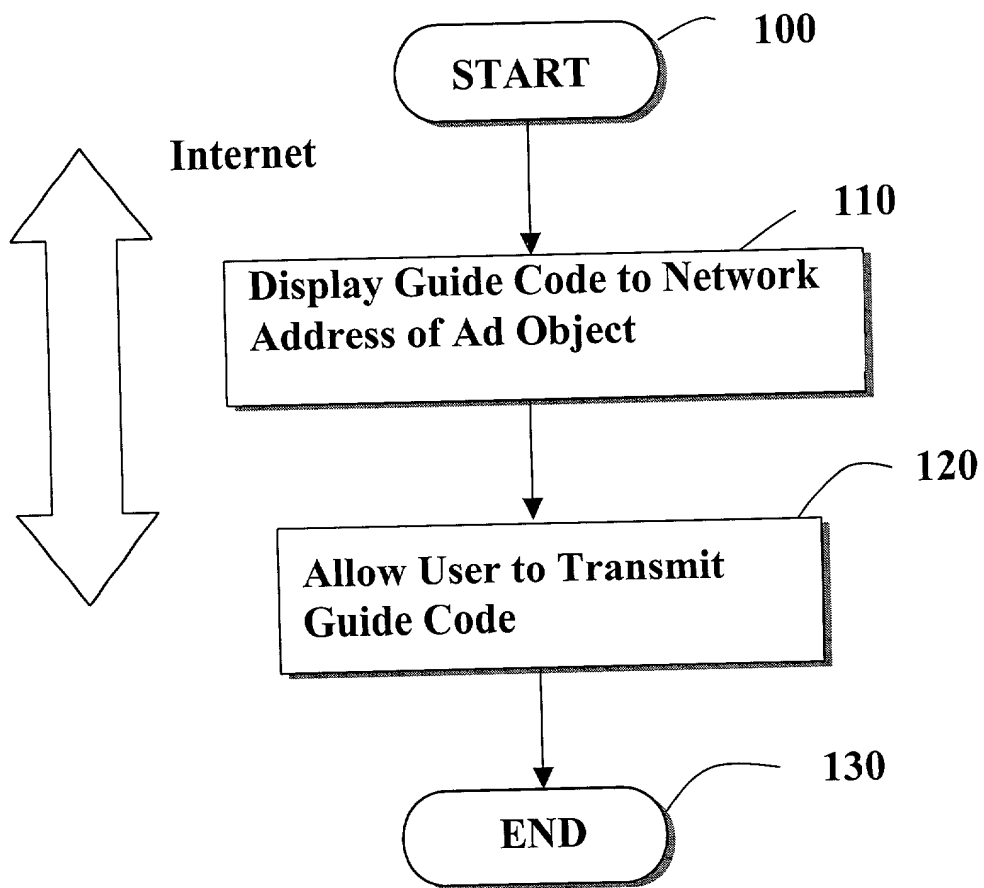 100
START
Internet
110
Display Guide Code to Network
Address of Ad Object
120
Allow User to Transmit
Guide Code
130
END